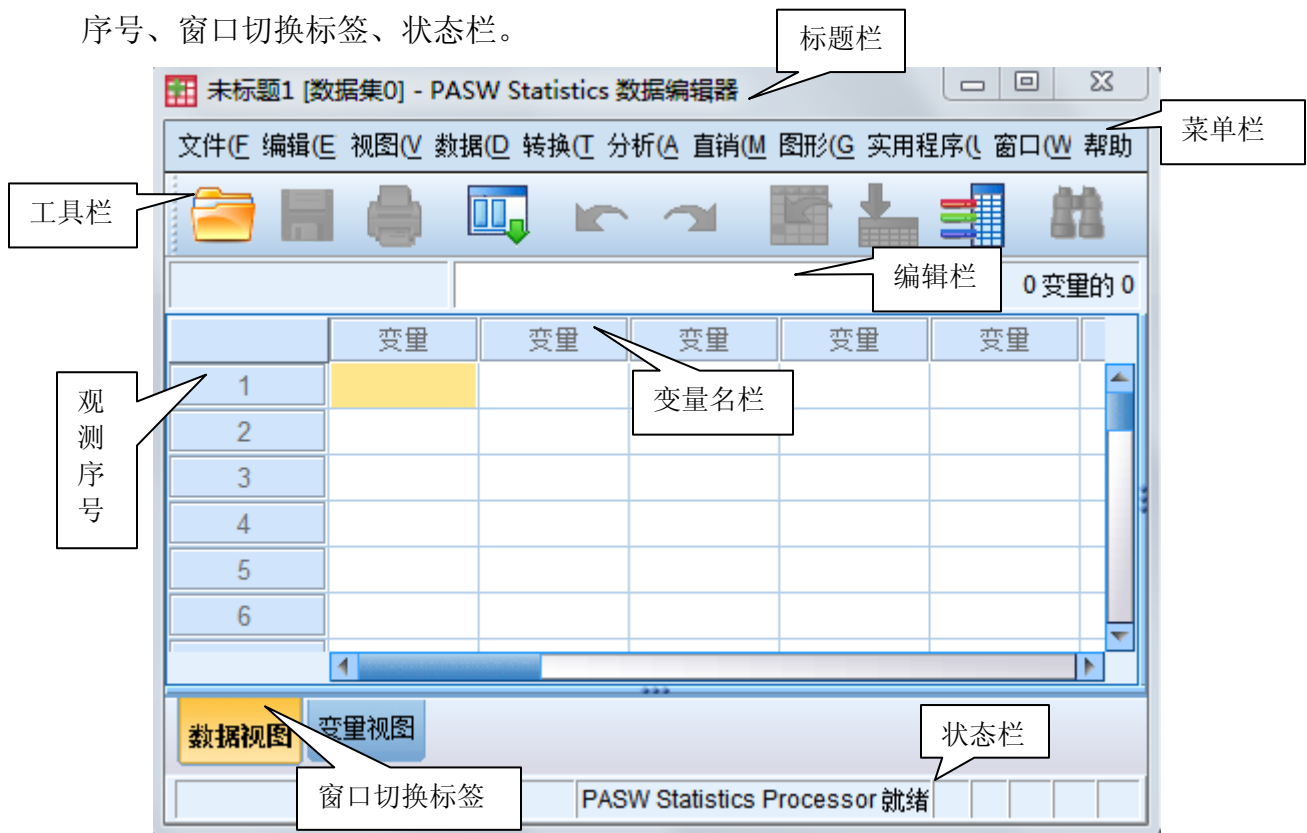 序号、窗口切换标签、状态栏。
标题栏
未标题1 [数据集0] - PASW Statistics 数据编辑器
菜单栏
文件(F 编辑(E 视图(V 数据(D 转换(T 分析(A 直销(M 图形(G 实用程序(U 窗口(W 帮助
工具栏
编辑栏
0 变量的 0
变量 变量 变量 变量 变量
变量名栏
观测序号
1
2
3
4
5
6
数据视图 变量视图
状态栏
窗口切换标签
PASW Statistics Processor 就绪